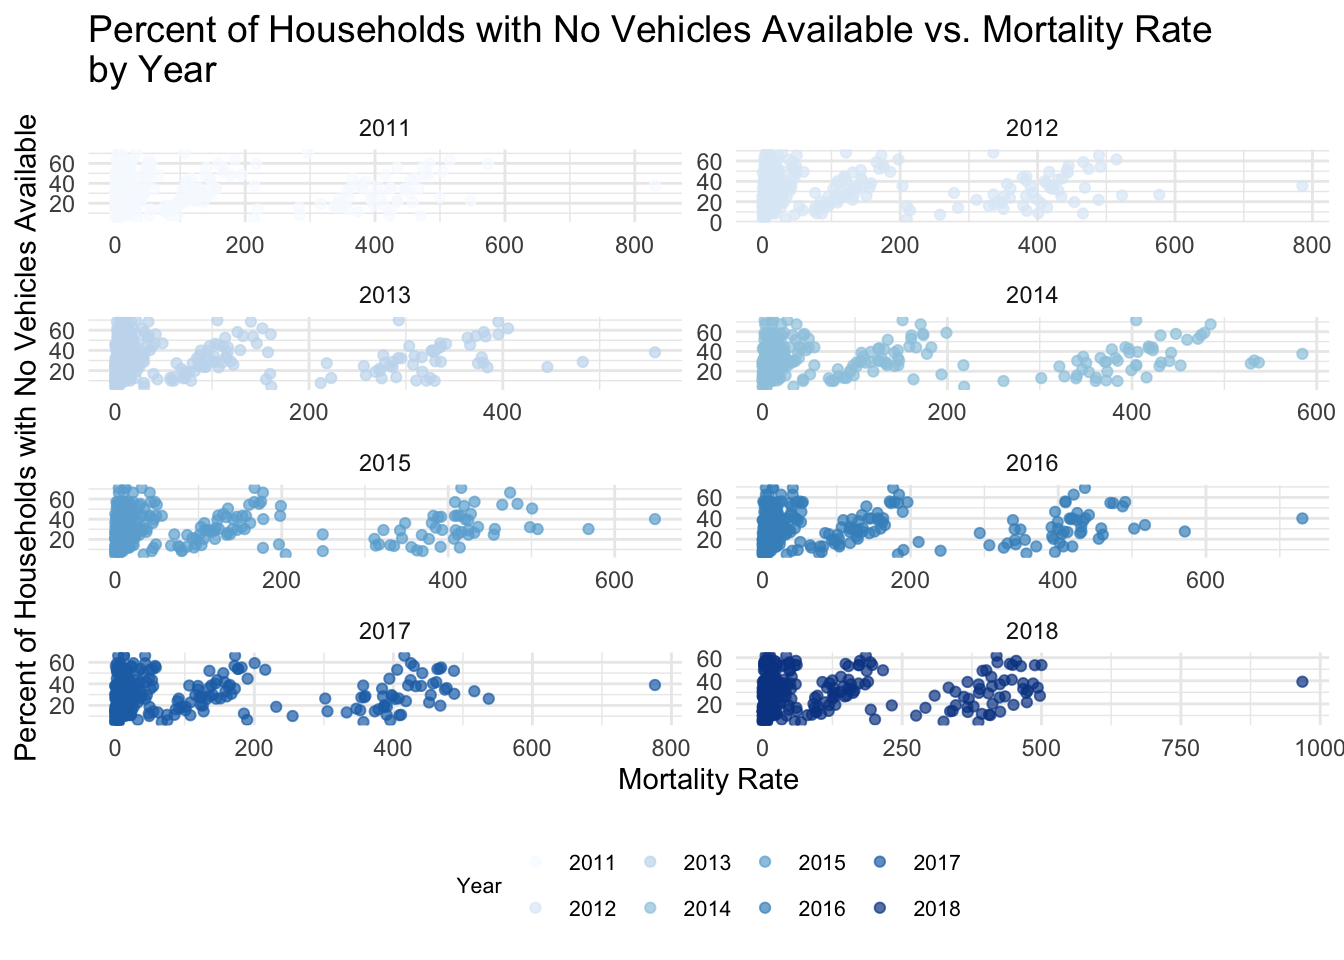 Percent of Households with No Vehicles Available vs. Mortality Rate
by Year
Percent of Households with No Vehicles Available
2011
60
40
20
0 200 400 600 800
2012
60
40
20
0
0 200 400 600 800
2013
60
40
20
0 200 400
2014
60
40
20
0 200 400 600
2015
60
40
20
0 200 400 600
2016
60
40
20
0 200 400 600
2017
60
40
20
0 200 400 600 800
2018
60
40
20
0 250 500 750 1000
Mortality Rate
Year
2011 2013 2015 2017
2012 2014 2016 2018